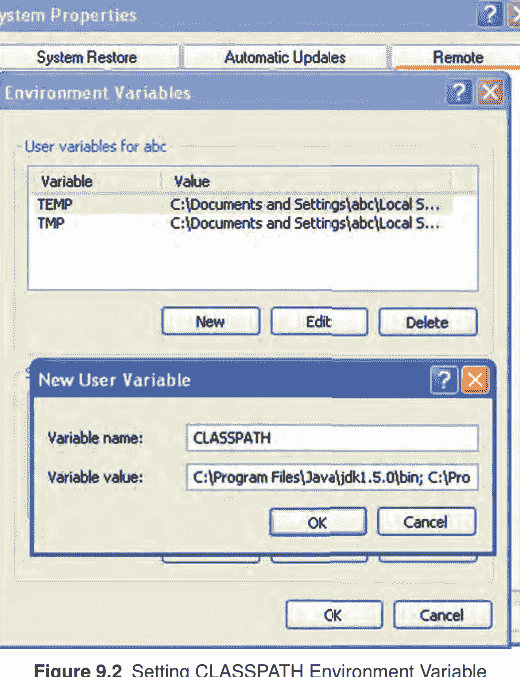 ystem Properties
System Restore Automatic Updates Remote
Environment Variables
User variables for abc
Variable Value
TEMP C:\Documents and Settings\abc\Local S...
TMP C:\Documents and Settings\abc\Local S...
New Edit Delete
New User Variable
Variable name: CLASSPATH
Variable value: C:\Program Files\Java\jdk1.5.0\bin; C:\Pro
OK Cancel
OK Cancel
Figure 9.2 Setting CLASSPATH Environment Variable